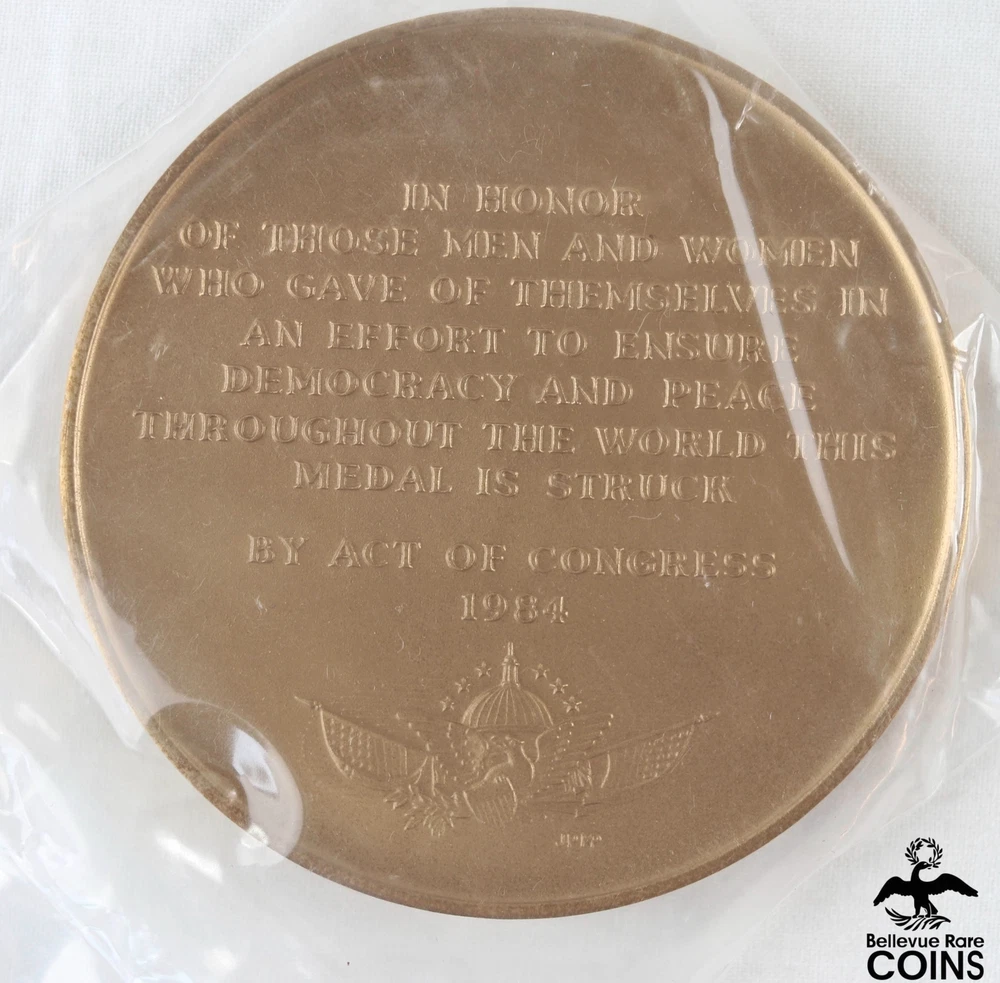 IN HONOR
OF THOSE MEN AND WOMEN
WHO GAVE OF THEMSELVES IN
AN EFFORT TO ENSURE
DEMOCRACY AND PEACE
THROUGHOUT THE WORLD THIS
MEDAL IS STRUCK
BY ACT OF CONGRESS
1984
Bellevue Rare
COINS